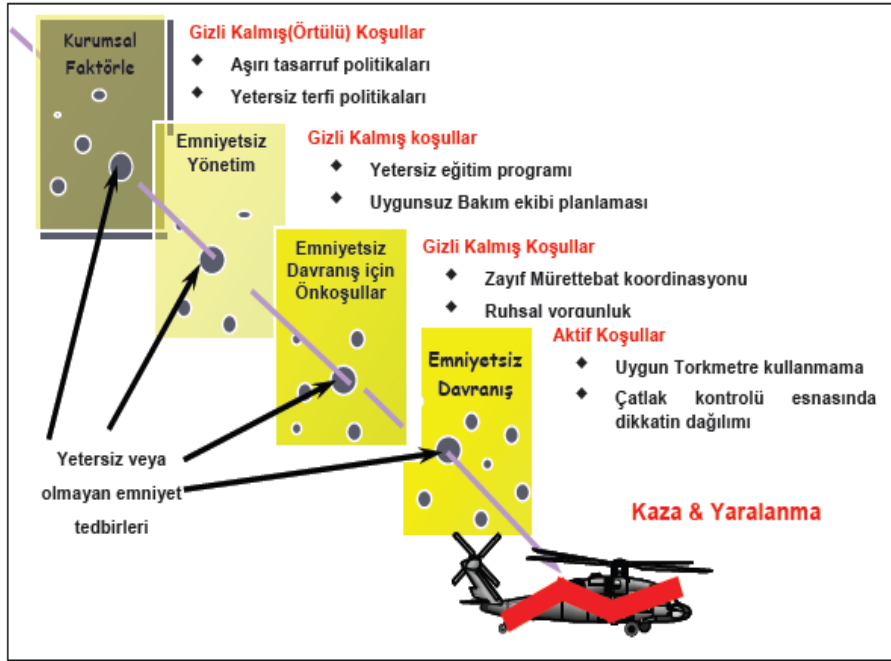 Kurumsal
Faktörle
Gizli Kalmış(Örtülü) Koşullar
Aşırı tasarruf politikaları
Yetersiz terfi politikaları
Emniyetsiz
Yönetim
Gizli Kalmış koşullar
Yetersiz eğitim programı
Uygunsuz Bakım ekibi planlaması
Emniyetsiz
Davranış için
Önkoşullar
Gizli Kalmış Koşullar
Zayıf Mürettebat koordinasyonu
Ruhsal yorgunluk
Emniyetsiz
Davranış
Aktif Koşullar
Uygun Torkmetre kullanmama
Çatlak kontrolü esnasında
dikkatin dağılımı
Yetersiz veya
olmayan emniyet
tedbirleri
Kaza & Yaralanma